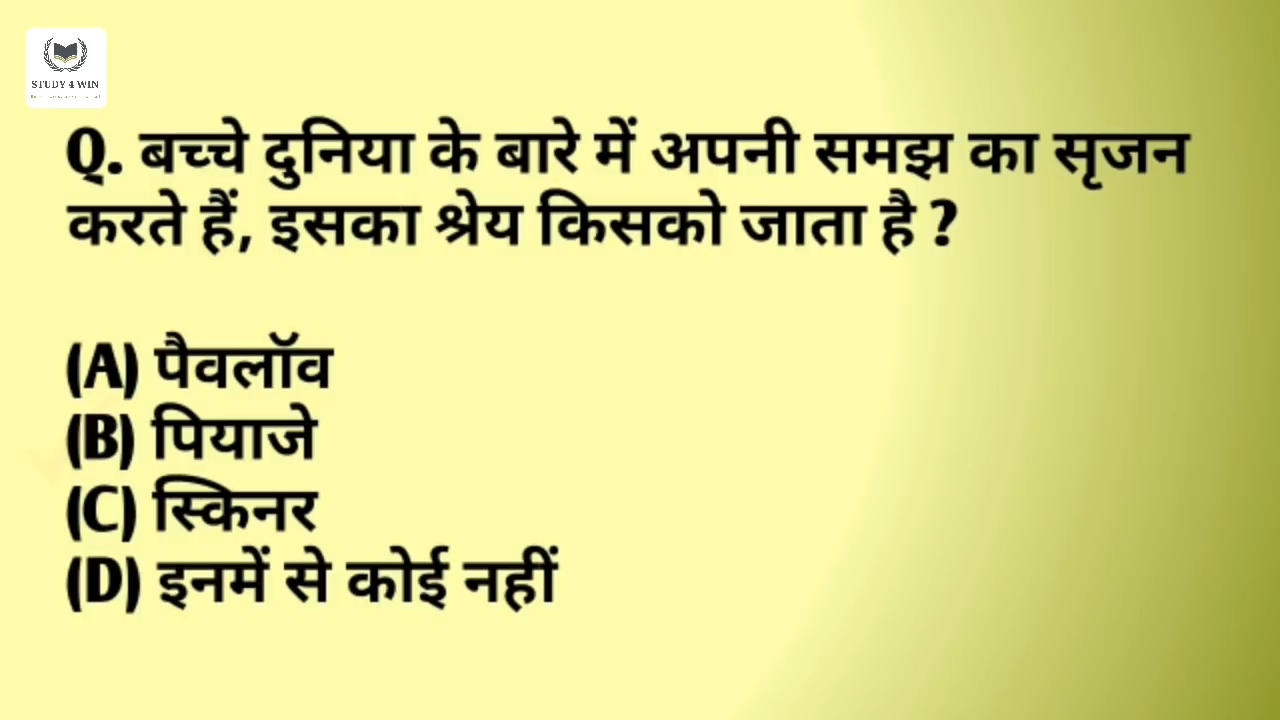 STUDY 4 WIN
Q. बच्चे दुनिया के बारे में अपनी समझ का सृजन
करते हैं, इसका श्रेय किसको जाता है ?
(A) पैवलॉव
(B) पियाजे
(C) स्किनर
(D) इनमें से कोई नहीं